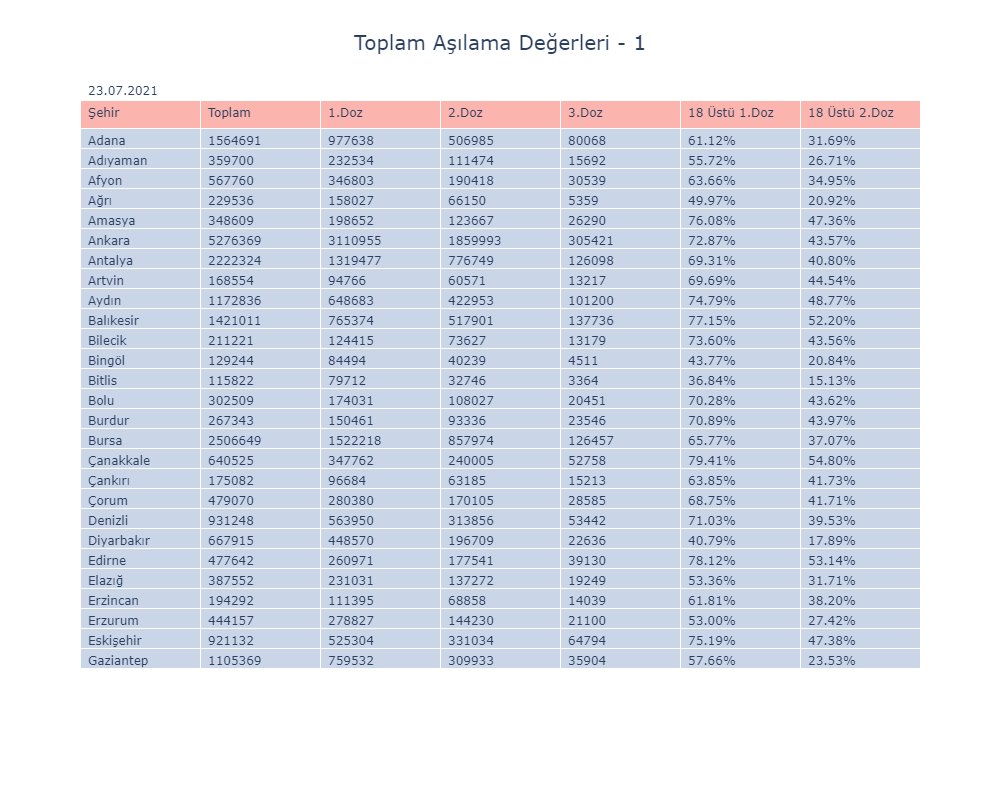 Toplam Aşılama Değerleri - 1
23.07.2021
Şehir Toplam 1.Doz 2.Doz 3.Doz 18 Üstü 1.Doz 18 Üstü 2.Doz
Adana 1564691 977638 506985 80068 61.12% 31.69%
Adıyaman 359700 232534 111474 15692 55.72% 26.71%
Afyon 567760 346803 190418 30539 63.66% 34.95%
Ağrı 229536 158027 66150 5359 49.97% 20.92%
Amasya 348609 198652 123667 26290 76.08% 47.36%
Ankara 5276369 3110955 1859993 305421 72.87% 43.57%
Antalya 2222324 1319477 776749 126098 69.31% 40.80%
Artvin 168554 94766 60571 13217 69.69% 44.54%
Aydın 1172836 648683 422953 101200 74.79% 48.77%
Balıkesir 1421011 765374 517901 137736 77.15% 52.20%
Bilecik 211221 124415 73627 13179 73.60% 43.56%
Bingöl 129244 84494 40239 4511 43.77% 20.84%
Bitlis 115822 79712 32746 3364 36.84% 15.13%
Bolu 302509 174031 108027 20451 70.28% 43.62%
Burdur 267343 150461 93336 23546 70.89% 43.97%
Bursa 2506649 1522218 857974 126457 65.77% 37.07%
Çanakkale 640525 347762 240005 52758 79.41% 54.80%
Çankırı 175082 96684 63185 15213 63.85% 41.73%
Çorum 479070 280380 170105 28585 68.75% 41.71%
Denizli 931248 563950 313856 53442 71.03% 39.53%
Diyarbakır 667915 448570 196709 22636 40.79% 17.89%
Edirne 477642 260971 177541 39130 78.12% 53.14%
Elazığ 387552 231031 137272 19249 53.36% 31.71%
Erzincan 194292 111395 68858 14039 61.81% 38.20%
Erzurum 444157 278827 144230 21100 53.00% 27.42%
Eskişehir 921132 525304 331034 64794 75.19% 47.38%
Gaziantep 1105369 759532 309933 35904 57.66% 23.53%